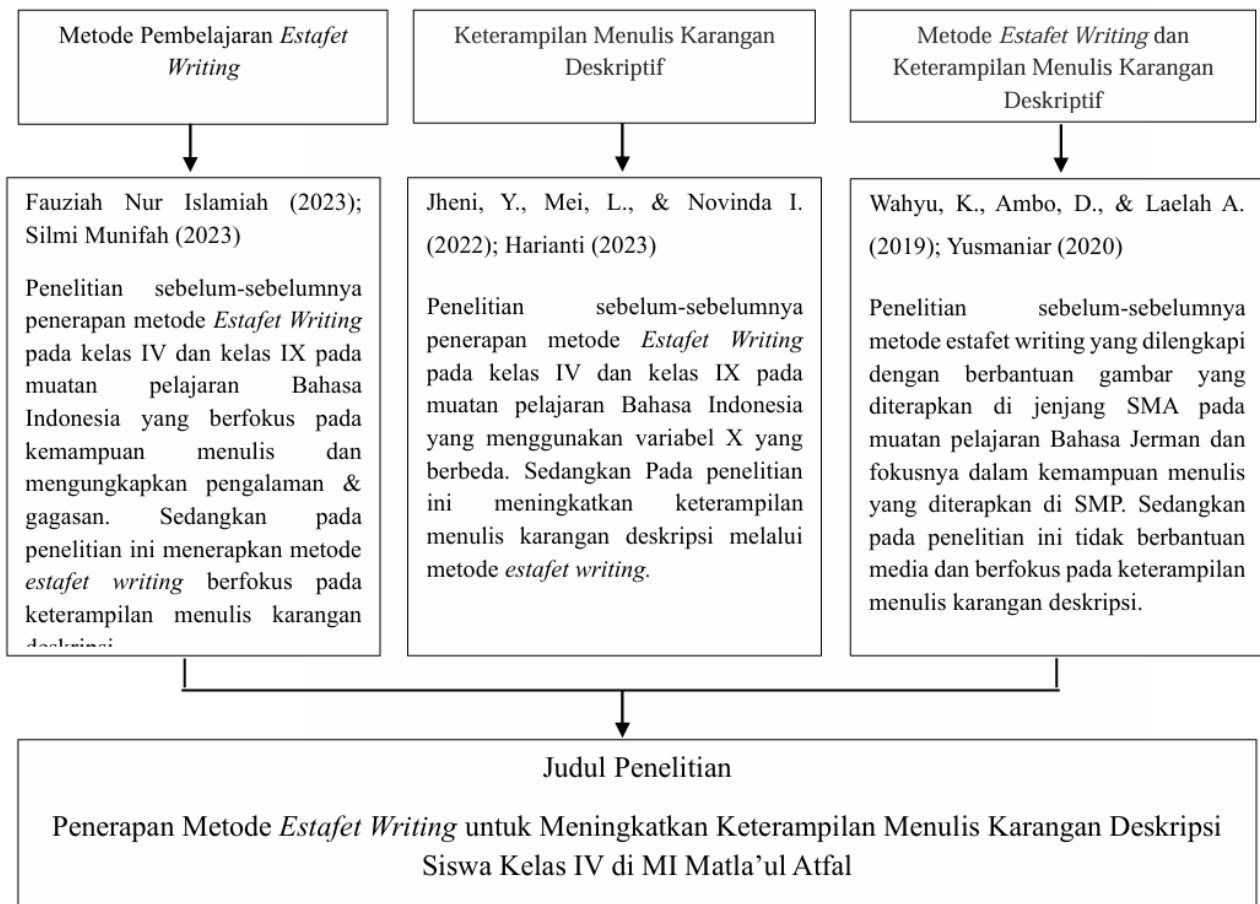 Metode Pembelajaran Estafet
Writing
Keterampilan Menulis Karangan
Deskriptif
Metode Estafet Writing dan
Keterampilan Menulis Karangan
Deskriptif
Fauziah Nur Islamiah (2023);
Silmi Munifah (2023)
Penelitian sebelum-sebelumnya
penerapan metode Estafet Writing
pada kelas IV dan kelas IX pada
muatan pelajaran Bahasa
Indonesia yang berfokus pada
kemampuan menulis dan
mengungkapkan pengalaman &
gagasan. Sedangkan pada
penelitian ini menerapkan metode
estafet writing berfokus pada
keterampilan menulis karangan
deskripsi
Jheni, Y., Mei, L., & Novinda I.
(2022); Harianti (2023)
Penelitian sebelum-sebelumnya
penerapan metode Estafet Writing
pada kelas IV dan kelas IX pada
muatan pelajaran Bahasa Indonesia
yang menggunakan variabel X yang
berbeda. Sedangkan Pada penelitian
ini meningkatkan keterampilan
menulis karangan deskripsi melalui
metode estafet writing.
Wahyu, K., Ambo, D., & Laelah A.
(2019); Yusmaniar (2020)
Penelitian sebelum-sebelumnya
metode estafet writing yang dilengkapi
dengan berbantuan gambar yang
diterapkan di jenjang SMA pada
muatan pelajaran Bahasa Jerman dan
fokusnya dalam kemampuan menulis
yang diterapkan di SMP. Sedangkan
pada penelitian ini tidak berbantuan
media dan berfokus pada keterampilan
menulis karangan deskripsi.
Judul Penelitian
Penerapan Metode Estafet Writing untuk Meningkatkan Keterampilan Menulis Karangan Deskripsi
Siswa Kelas IV di MI Matla'ul Atfal